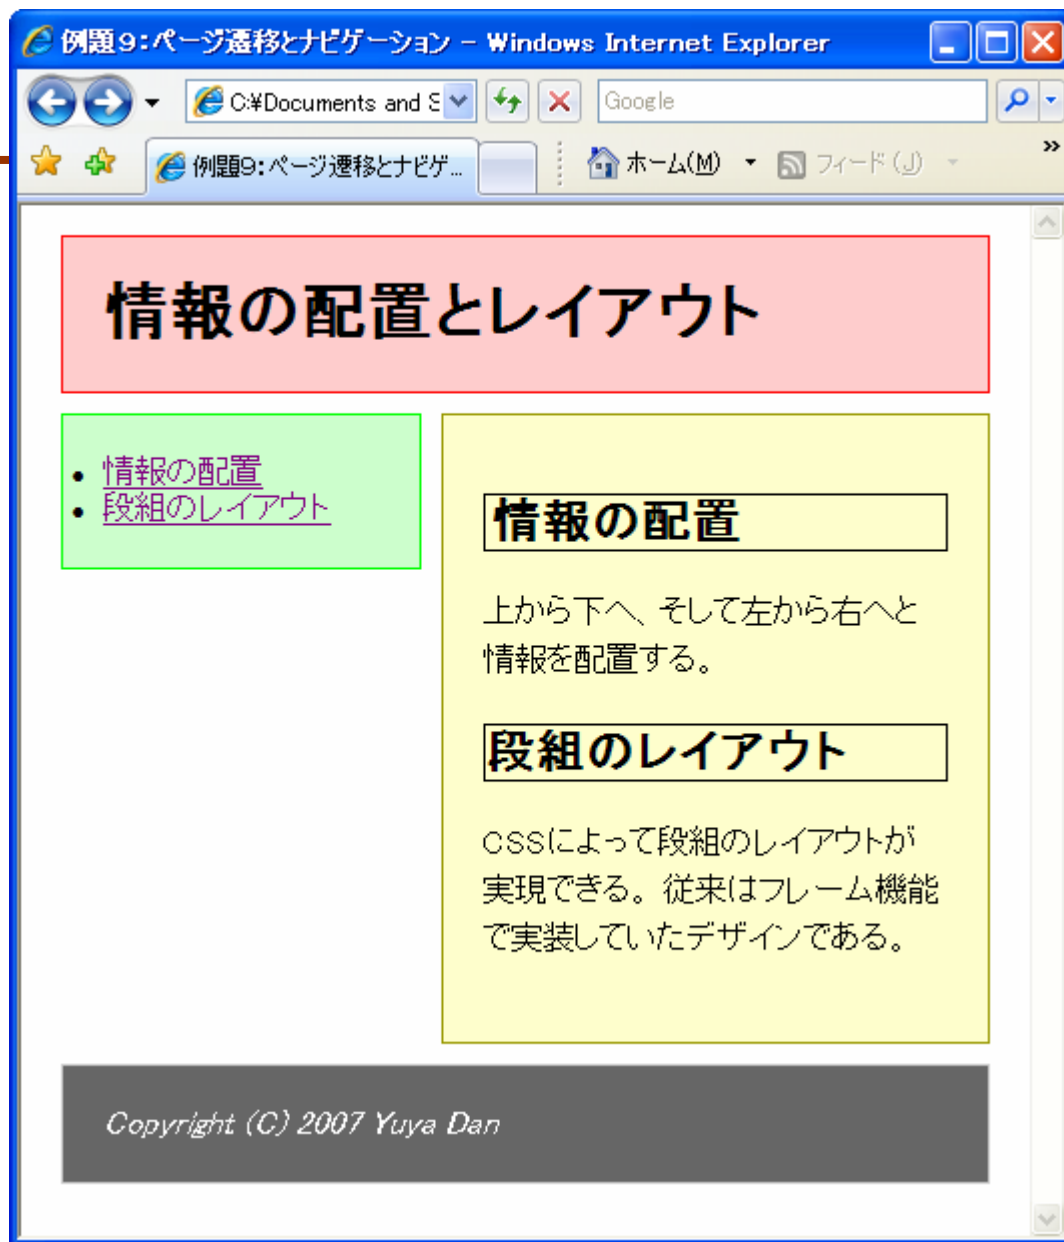 例題9:ページ遷移とナビゲーション - Windows Internet Explorer
C:¥Documents and S
Google
例題9:ページ遷移とナビゲ...
ホーム(M)
フィード(J)
»
情報の配置とレイアウト
• 情報の配置
• 段組のレイアウト
情報の配置
上から下へ、そして左から右へと
情報を配置する。
段組のレイアウト
CSSによって段組のレイアウトが
実現できる。従来はフレーム機能
で実装していたデザインである。
Copyright (C) 2007 Yuya Dan